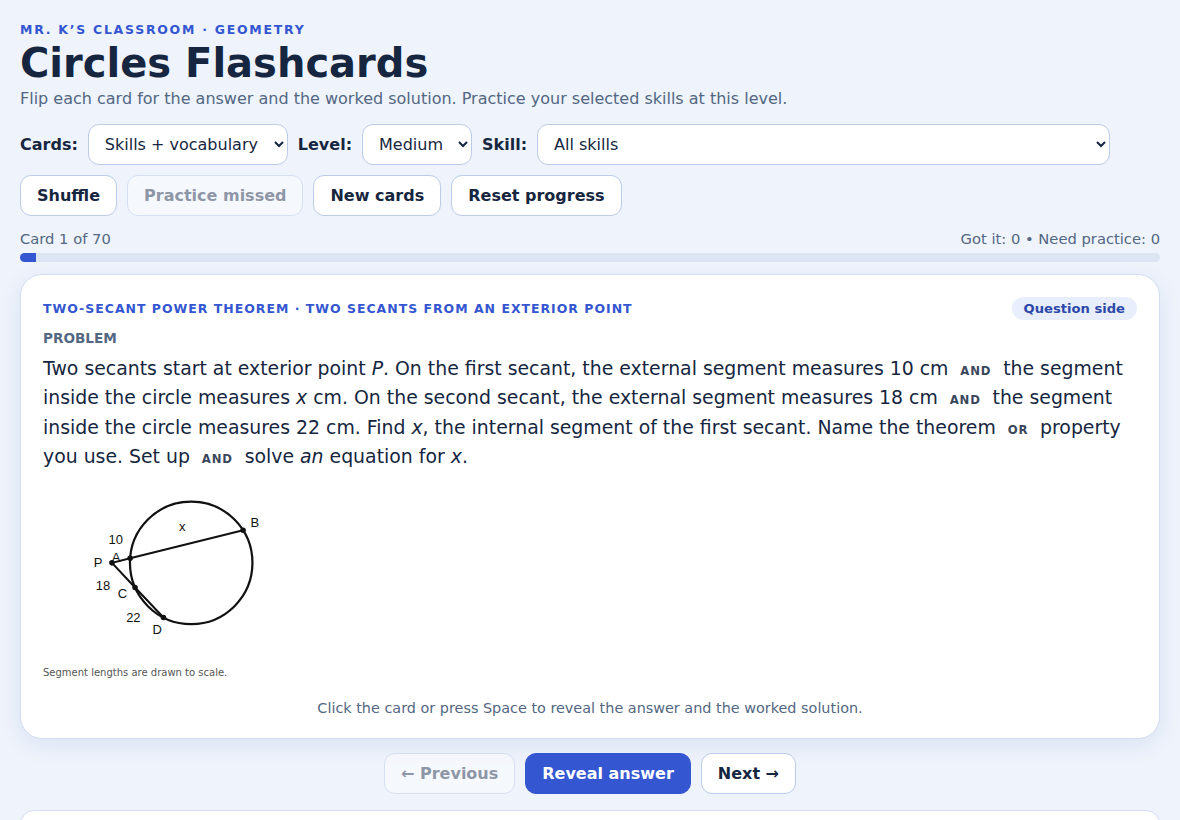 MR. K’S CLASSROOM · GEOMETRY
Circles Flashcards
Flip each card for the answer and the worked solution. Practice your selected skills at this level.
Cards: Skills + vocabulary Level: Medium Skill: All skills
Shuffle Practice missed New cards Reset progress
Card 1 of 70 Got it: 0 • Need practice: 0
TWO-SECANT POWER THEOREM · TWO SECANTS FROM AN EXTERIOR POINT Question side
PROBLEM
Two secants start at exterior point P. On the first secant, the external segment measures 10 cm AND the segment
inside the circle measures x cm. On the second secant, the external segment measures 18 cm AND the segment
inside the circle measures 22 cm. Find x, the internal segment of the first secant. Name the theorem OR property
you use. Set up AND solve an equation for x.
B
x
10
A
P
18
C
22
D
Segment lengths are drawn to scale.
Click the card or press Space to reveal the answer and the worked solution.
← Previous Reveal answer Next →